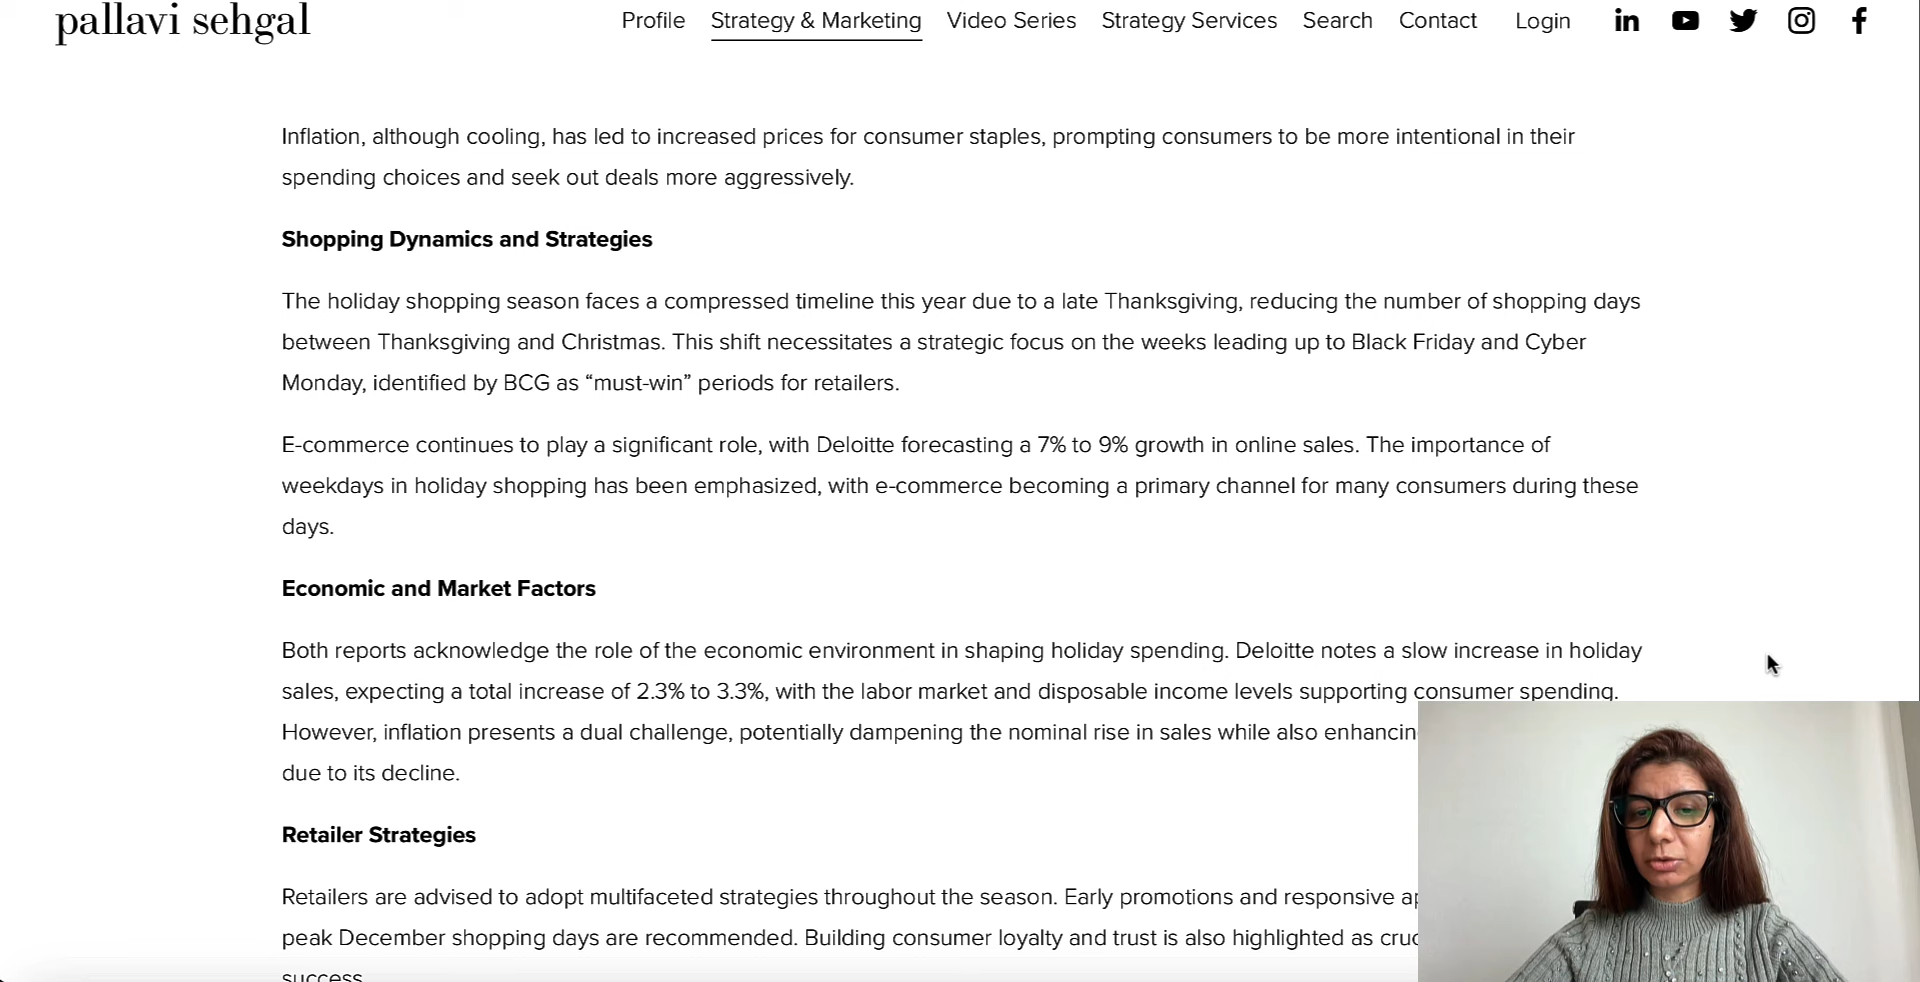 pallavi sehgal
Profile Strategy & Marketing Video Series Strategy Services Search Contact Login
Inflation, although cooling, has led to increased prices for consumer staples, prompting consumers to be more intentional in their
spending choices and seek out deals more aggressively.
Shopping Dynamics and Strategies
The holiday shopping season faces a compressed timeline this year due to a late Thanksgiving, reducing the number of shopping days
between Thanksgiving and Christmas. This shift necessitates a strategic focus on the weeks leading up to Black Friday and Cyber
Monday, identified by BCG as “must-win” periods for retailers.
E-commerce continues to play a significant role, with Deloitte forecasting a 7% to 9% growth in online sales. The importance of
weekdays in holiday shopping has been emphasized, with e-commerce becoming a primary channel for many consumers during these
days.
Economic and Market Factors
Both reports acknowledge the role of the economic environment in shaping holiday spending. Deloitte notes a slow increase in holiday
sales, expecting a total increase of 2.3% to 3.3%, with the labor market and disposable income levels supporting consumer spending.
However, inflation presents a dual challenge, potentially dampening the nominal rise in sales while also
due to its decline.
Retailer Strategies
Retailers are advised to adopt multifaceted strategies throughout the season. Early promotions and responsive
peak December shopping days are recommended. Building consumer loyalty and trust is also highlighted as
success